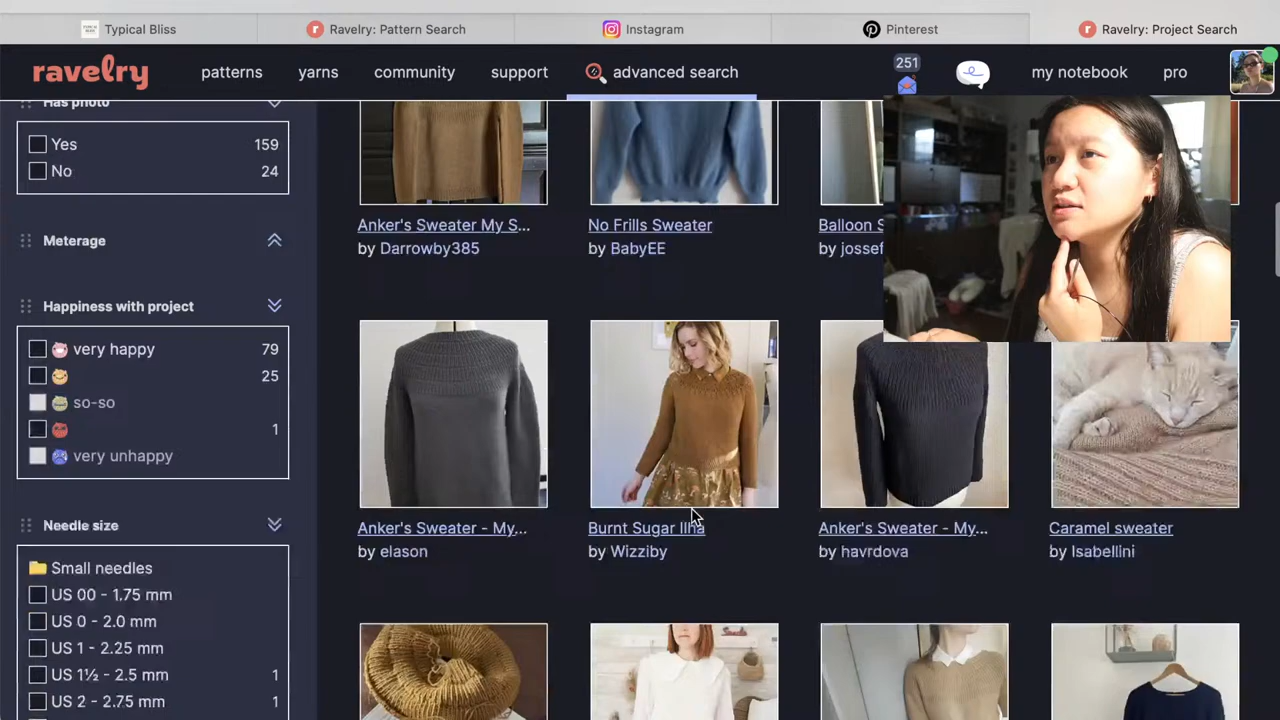 Typical Bliss
Ravelry: Pattern Search
Instagram
Pinterest
Ravelry: Project Search
ravelry
patterns
yarns
community
support
advanced search
251
my notebook
pro
Has photo
Yes 159
No 24
Meterage
Happiness with project
very happy 79
25
so-so
1
very unhappy
Needle size
Small needles
US 00 - 1.75 mm
US 0 - 2.0 mm
US 1 - 2.25 mm
US 1½ - 2.5 mm 1
US 2 - 2.75 mm 1
Anker's Sweater My S...
by Darrowby385
No Frills Sweater
by BabyEE
Balloon S
by jossef
Anker's Sweater - My...
by elason
Burnt Sugar Ilha
by Wizziby
Anker's Sweater - My...
by havrdova
Caramel sweater
by Isabellini